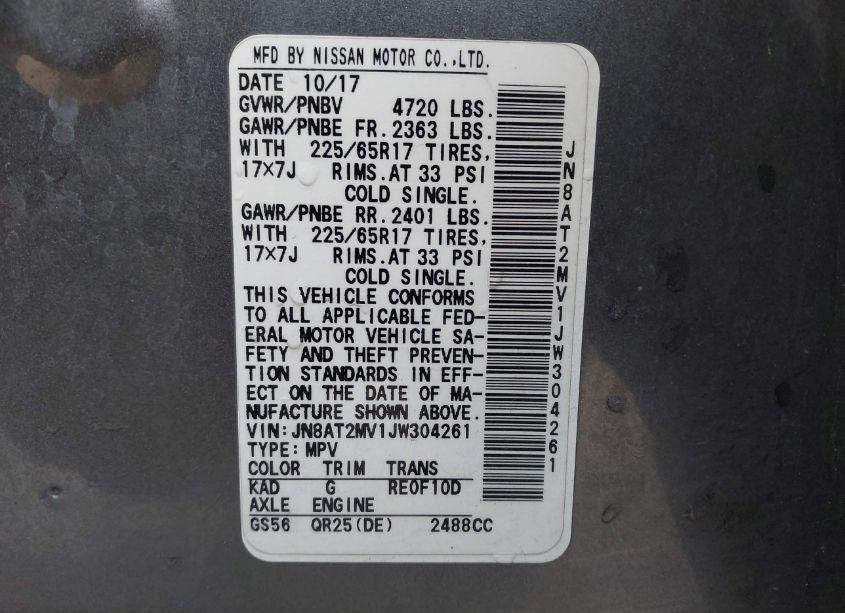 MFD BY NISSAN MOTOR CO.,LTD.
DATE 10/17
GVWR/PNBV 4720 LBS.
GAWR/PNBE FR.2363 LBS.
WITH 225/65R17 TIRES,
17×7J RIMS.AT 33 PSI
COLD SINGLE.
GAWR/PNBE RR.2401 LBS.
WITH 225/65R17 TIRES,
17×7J RIMS.AT 33 PSI
COLD SINGLE.
THIS VEHICLE CONFORMS
TO ALL APPLICABLE FED-
ERAL MOTOR VEHICLE SA-
FETY AND THEFT PREVEN-
TION STANDARDS IN EFF-
ECT ON THE DATE OF MA-
NUFACTURE SHOWN ABOVE.
VIN:JN8AT2MV1JW304261
TYPE:MPV
COLOR TRIM TRANS
KAD G RE0F10D
AXLE ENGINE
GS56 QR25(DE) 2488CC
JN8AT2MV1JW304261